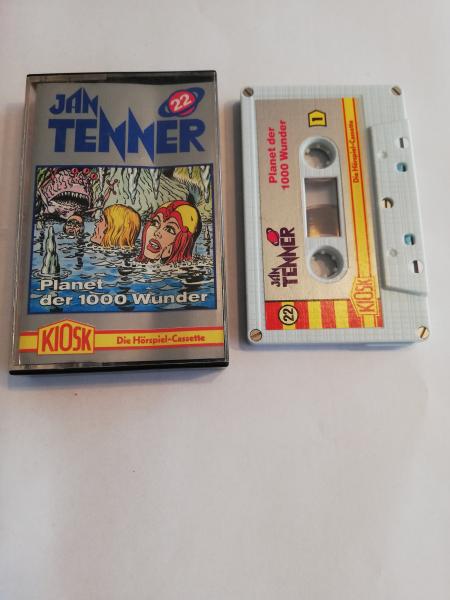 JAN
TENNER
22
Planet
der 1000 Wunder
KIOSK
Die Hörspiel-Cassette
1
Planet der
1000 Wunder
Die Hörspiel-Cassette
JAN
TENNER
22
KIOSK